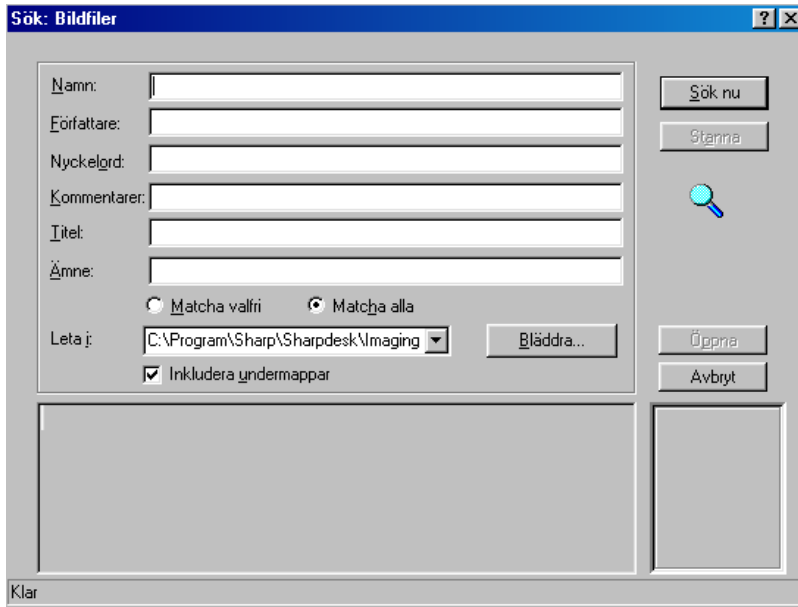 Sök: Bildfiler
Namn:
Sök nu
Författare:
Stanna
Nyckelord:
Kommentarer:
Titel:
Ämne:
Matcha valfri Matcha alla
Leta i: C:\Program\Sharp\Sharpdesk\Imaging Bläddra... Öppna
Inkludera undermappar Avbryt
Klar